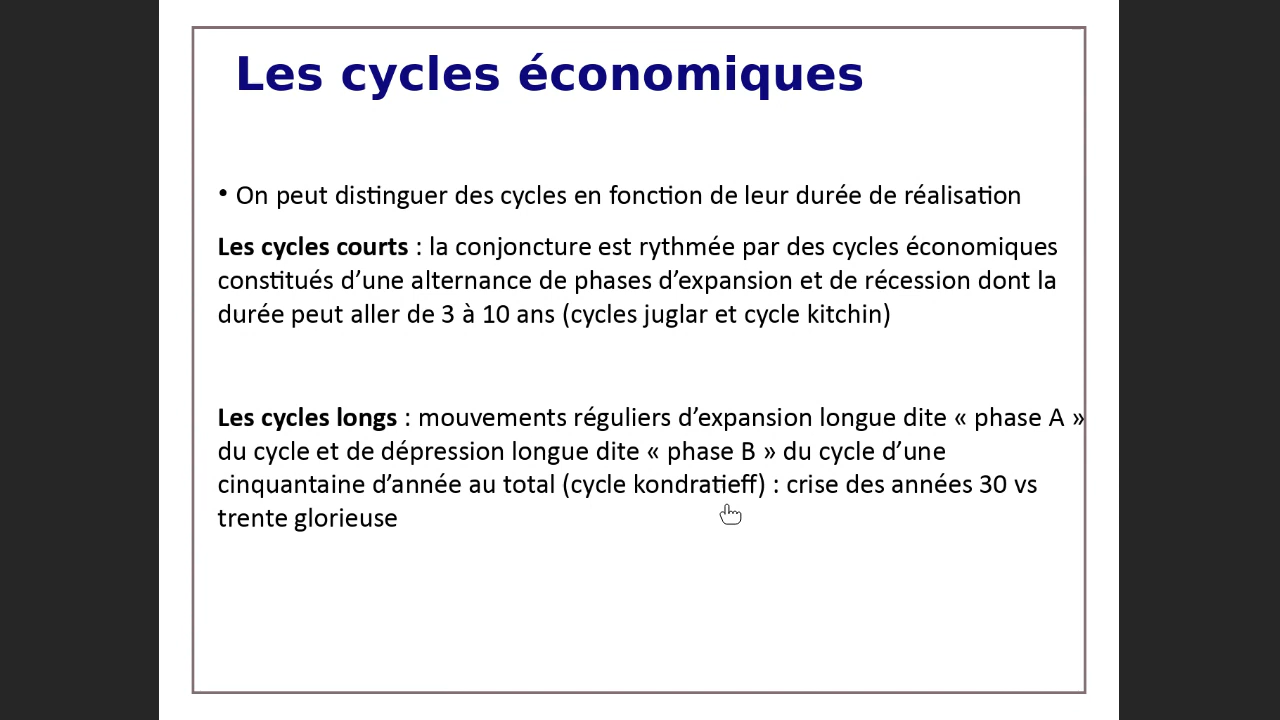 Les cycles économiques
• On peut distinguer des cycles en fonction de leur durée de réalisation
Les cycles courts : la conjoncture est rythmée par des cycles économiques
constitués d’une alternance de phases d’expansion et de récession dont la
durée peut aller de 3 à 10 ans (cycles juglar et cycle kitchin)
Les cycles longs : mouvements réguliers d’expansion longue dite « phase A »
du cycle et de dépression longue dite « phase B » du cycle d’une
cinquantaine d’année au total (cycle kondratieff) : crise des années 30 vs
trente glorieuse